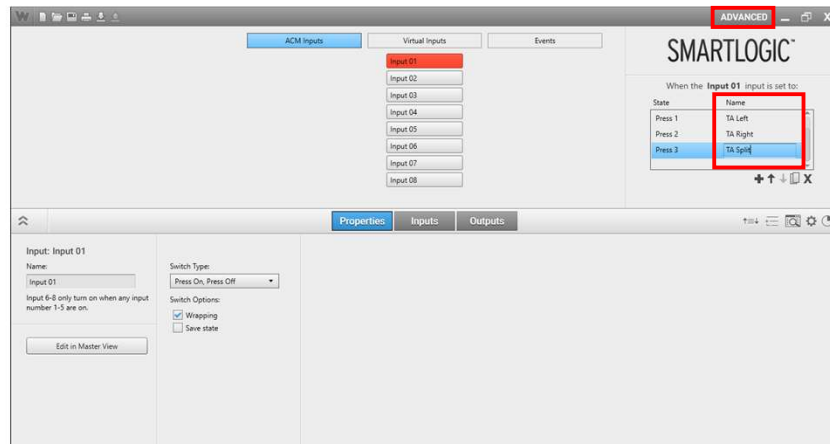 W
ADVANCED
X
ACM Inputs Virtual Inputs Events
Input 01
Input 02
Input 03
Input 04
Input 05
Input 06
Input 07
Input 08
SMARTLOGIC™
When the Input 01 input is set to:
State Name
Press 1 TA Left
Press 2 TA Right
Press 3 TA Split
X
Properties Inputs Outputs
Input: Input 01
Name:
Input 01
Input 6-8 only turn on when any input
number 1-5 are on.
Edit in Master View
Switch Type:
Press On, Press Off
Switch Options:
Wrapping
Save state